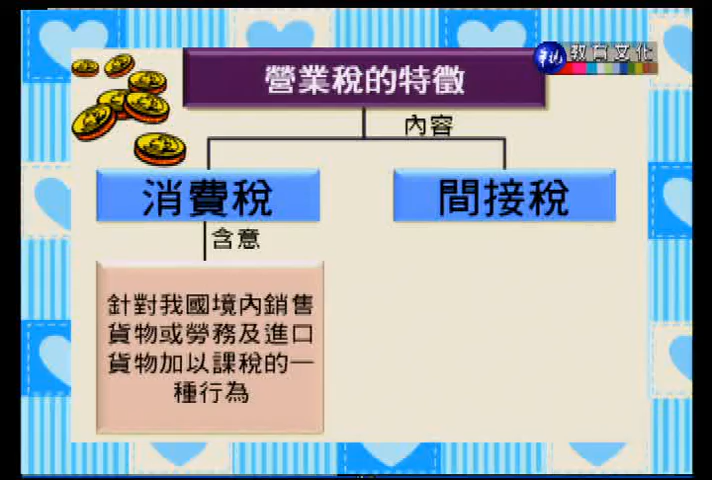 華視
教育文化
營業稅的特徵
內容
消費稅
間接稅
含意
針對我國境內銷售
貨物或勞務及進口
貨物加以課稅的一
種行為